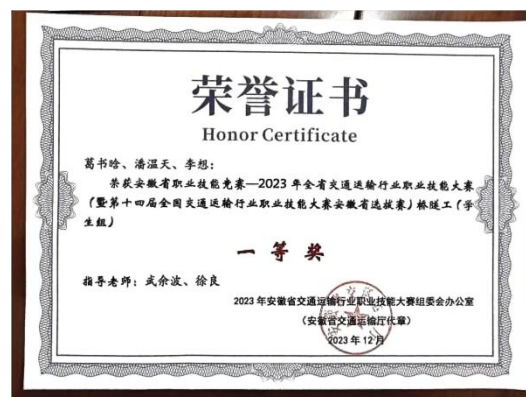 荣誉证书
Honor Certificate
葛书晗、潘温天、李想：
荣获安徽省职业技能竞赛—2023年全省交通运输行业职业技能大赛
（暨第十四届全国交通运输行业职业技能大赛安徽省选拔赛）桥隧工（学
生组）
一等奖
指导老师：武余波、徐良
2023年安徽省交通运输行业职业技能大赛组委会办公室
（安徽省交通运输厅代章）
2023年12月